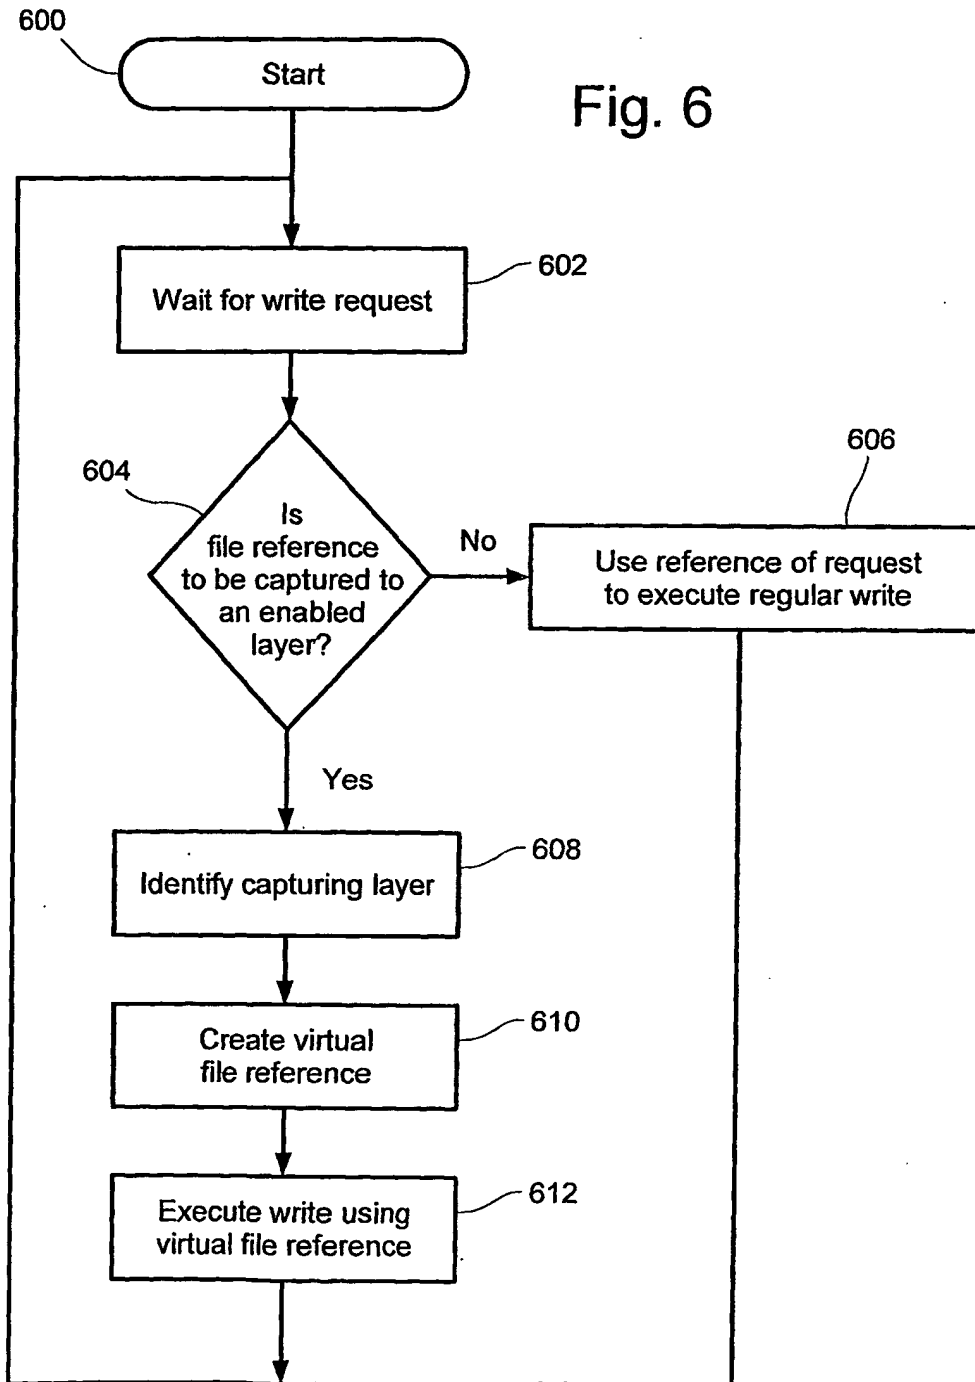 600
Start
Fig. 6
Wait for write request
602
604
Is
file reference
to be captured to
an enabled
layer?
No
606
Use reference of request
to execute regular write
Yes
Identify capturing layer
608
Create virtual
file reference
610
Execute write using
virtual file reference
612